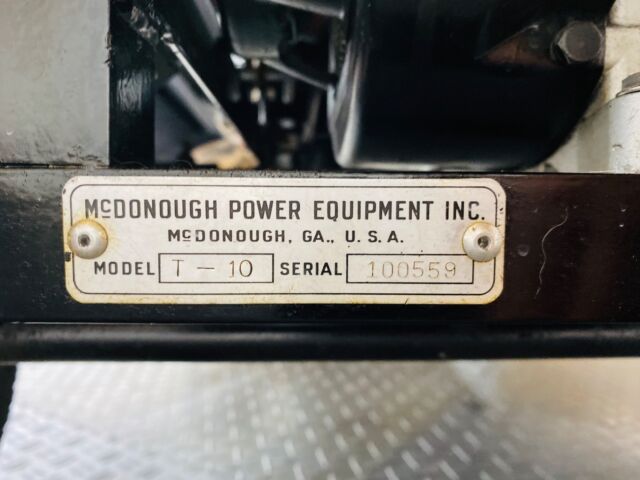 McDONOUGH POWER EQUIPMENT INC.
McDONOUGH, GA., U. S. A.
MODEL T - 10 SERIAL 100559